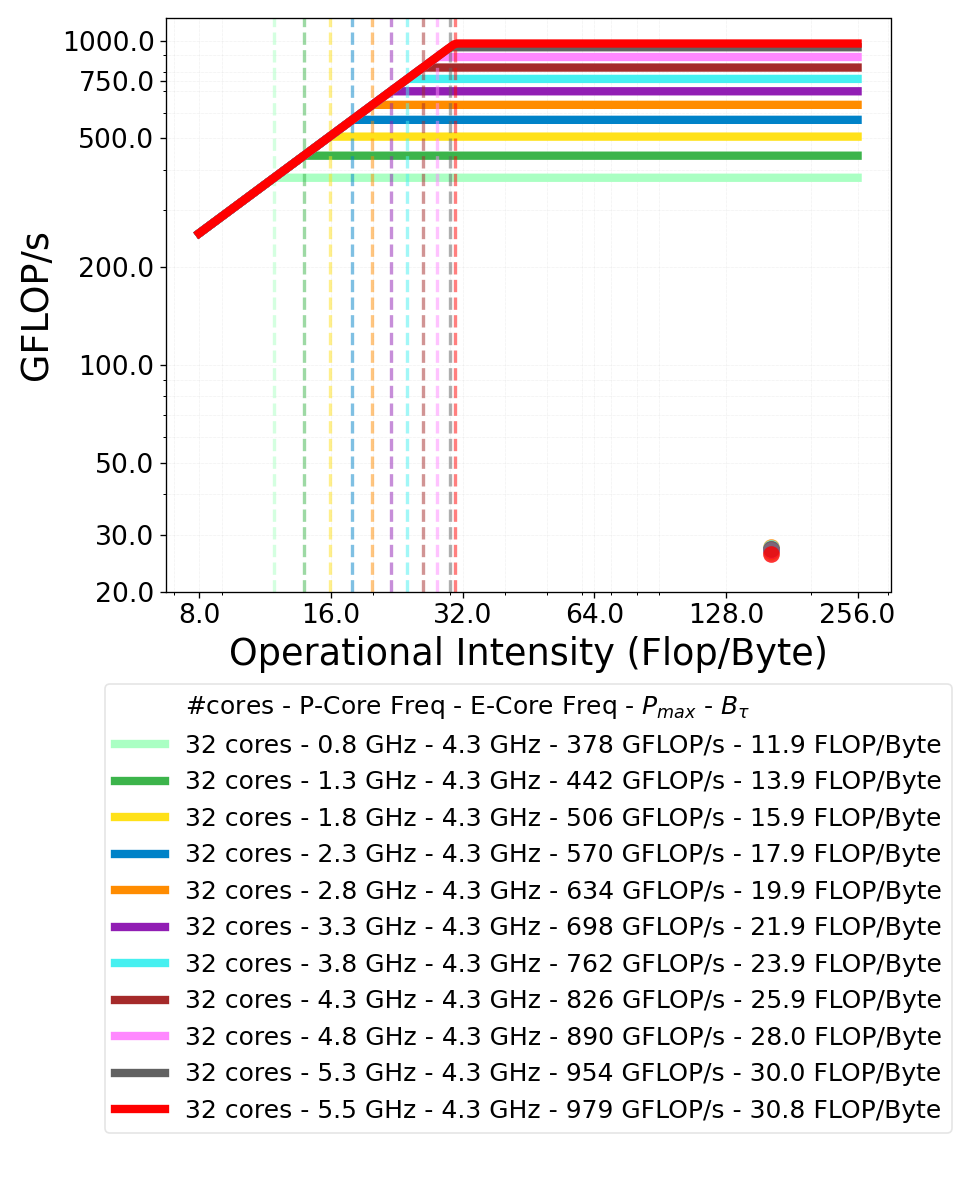 1000.0
750.0
500.0
200.0
100.0
50.0
30.0
20.0
GFLOP/s
8.0 16.0 32.0 64.0 128.0 256.0
Operational Intensity (Flop/Byte)
#cores - P-Core Freq - E-Core Freq - P_max - B_τ
32 cores - 0.8 GHz - 4.3 GHz - 378 GFLOP/s - 11.9 FLOP/Byte
32 cores - 1.3 GHz - 4.3 GHz - 442 GFLOP/s - 13.9 FLOP/Byte
32 cores - 1.8 GHz - 4.3 GHz - 506 GFLOP/s - 15.9 FLOP/Byte
32 cores - 2.3 GHz - 4.3 GHz - 570 GFLOP/s - 17.9 FLOP/Byte
32 cores - 2.8 GHz - 4.3 GHz - 634 GFLOP/s - 19.9 FLOP/Byte
32 cores - 3.3 GHz - 4.3 GHz - 698 GFLOP/s - 21.9 FLOP/Byte
32 cores - 3.8 GHz - 4.3 GHz - 762 GFLOP/s - 23.9 FLOP/Byte
32 cores - 4.3 GHz - 4.3 GHz - 826 GFLOP/s - 25.9 FLOP/Byte
32 cores - 4.8 GHz - 4.3 GHz - 890 GFLOP/s - 28.0 FLOP/Byte
32 cores - 5.3 GHz - 4.3 GHz - 954 GFLOP/s - 30.0 FLOP/Byte
32 cores - 5.5 GHz - 4.3 GHz - 979 GFLOP/s - 30.8 FLOP/Byte